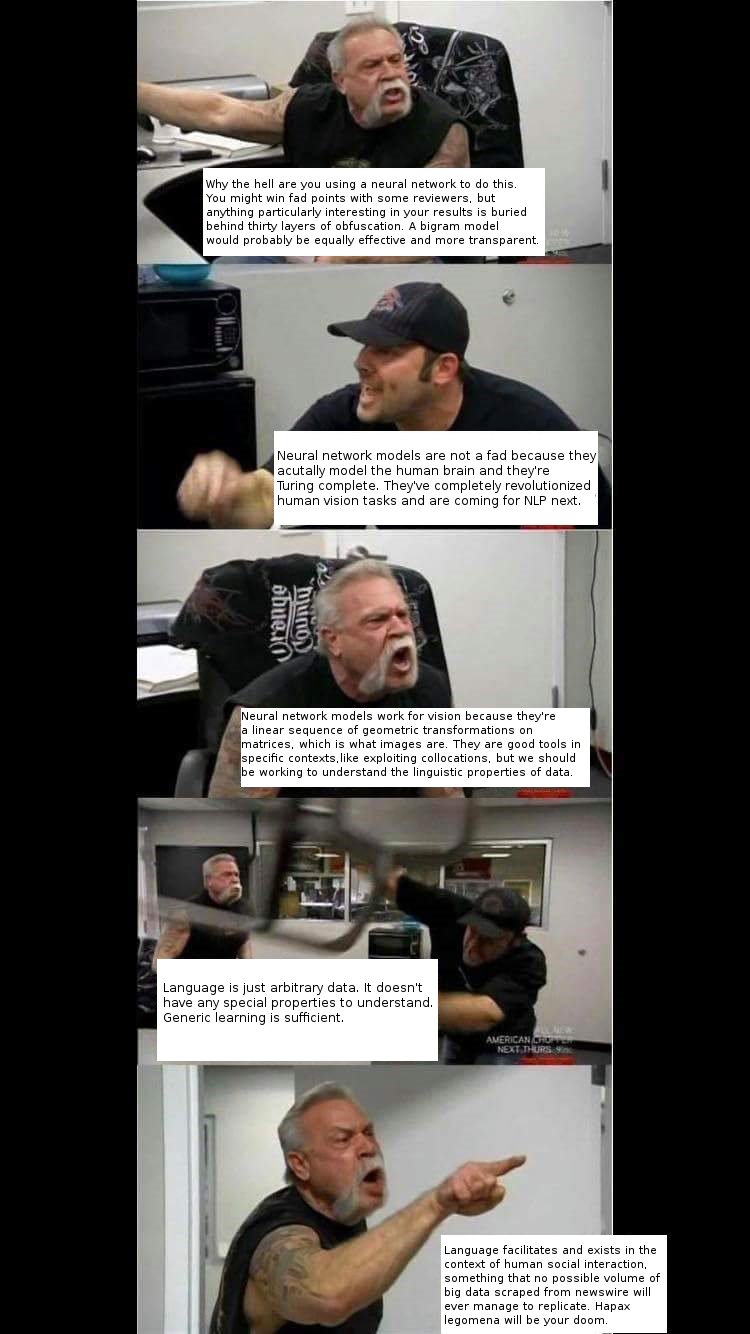 Why the hell are you using a neural network to do this.
You might win fad points with some reviewers, but
anything particularly interesting in your results is buried
behind thirty layers of obfuscation. A bigram model
would probably be equally effective and more transparent.
Neural network models are not a fad because they
acutally model the human brain and they're
Turing complete. They've completely revolutionized
human vision tasks and are coming for NLP next.
Orange
County
Neural network models work for vision because they're
a linear sequence of geometric transformations on
matrices, which is what images are. They are good tools in
specific contexts,like exploiting collocations, but we should
be working to understand the linguistic properties of data.
Language is just arbitrary data. It doesn't
have any special properties to understand.
Generic learning is sufficient.
ALL NEW
AMERICAN CHOPPER
NEXT THURS
Language facilitates and exists in the
context of human social interaction,
something that no possible volume of
big data scraped from newswire will
ever manage to replicate. Hapax
legomena will be your doom.